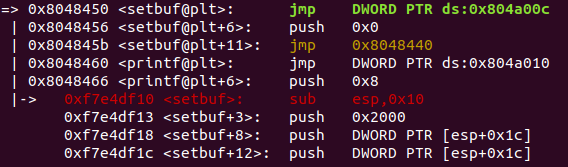 => 0x8048450 <setbuf@plt>: jmp DWORD PTR ds:0x804a00c
| 0x8048456 <setbuf@plt+6>: push 0x0
| 0x804845b <setbuf@plt+11>: jmp 0x8048440
| 0x8048460 <printf@plt>: jmp DWORD PTR ds:0x804a010
| 0x8048466 <printf@plt+6>: push 0x8
|-> 0xf7e4df10 <setbuf>: sub esp,0x10
0xf7e4df13 <setbuf+3>: push 0x2000
0xf7e4df18 <setbuf+8>: push DWORD PTR [esp+0x1c]
0xf7e4df1c <setbuf+12>: push DWORD PTR [esp+0x1c]